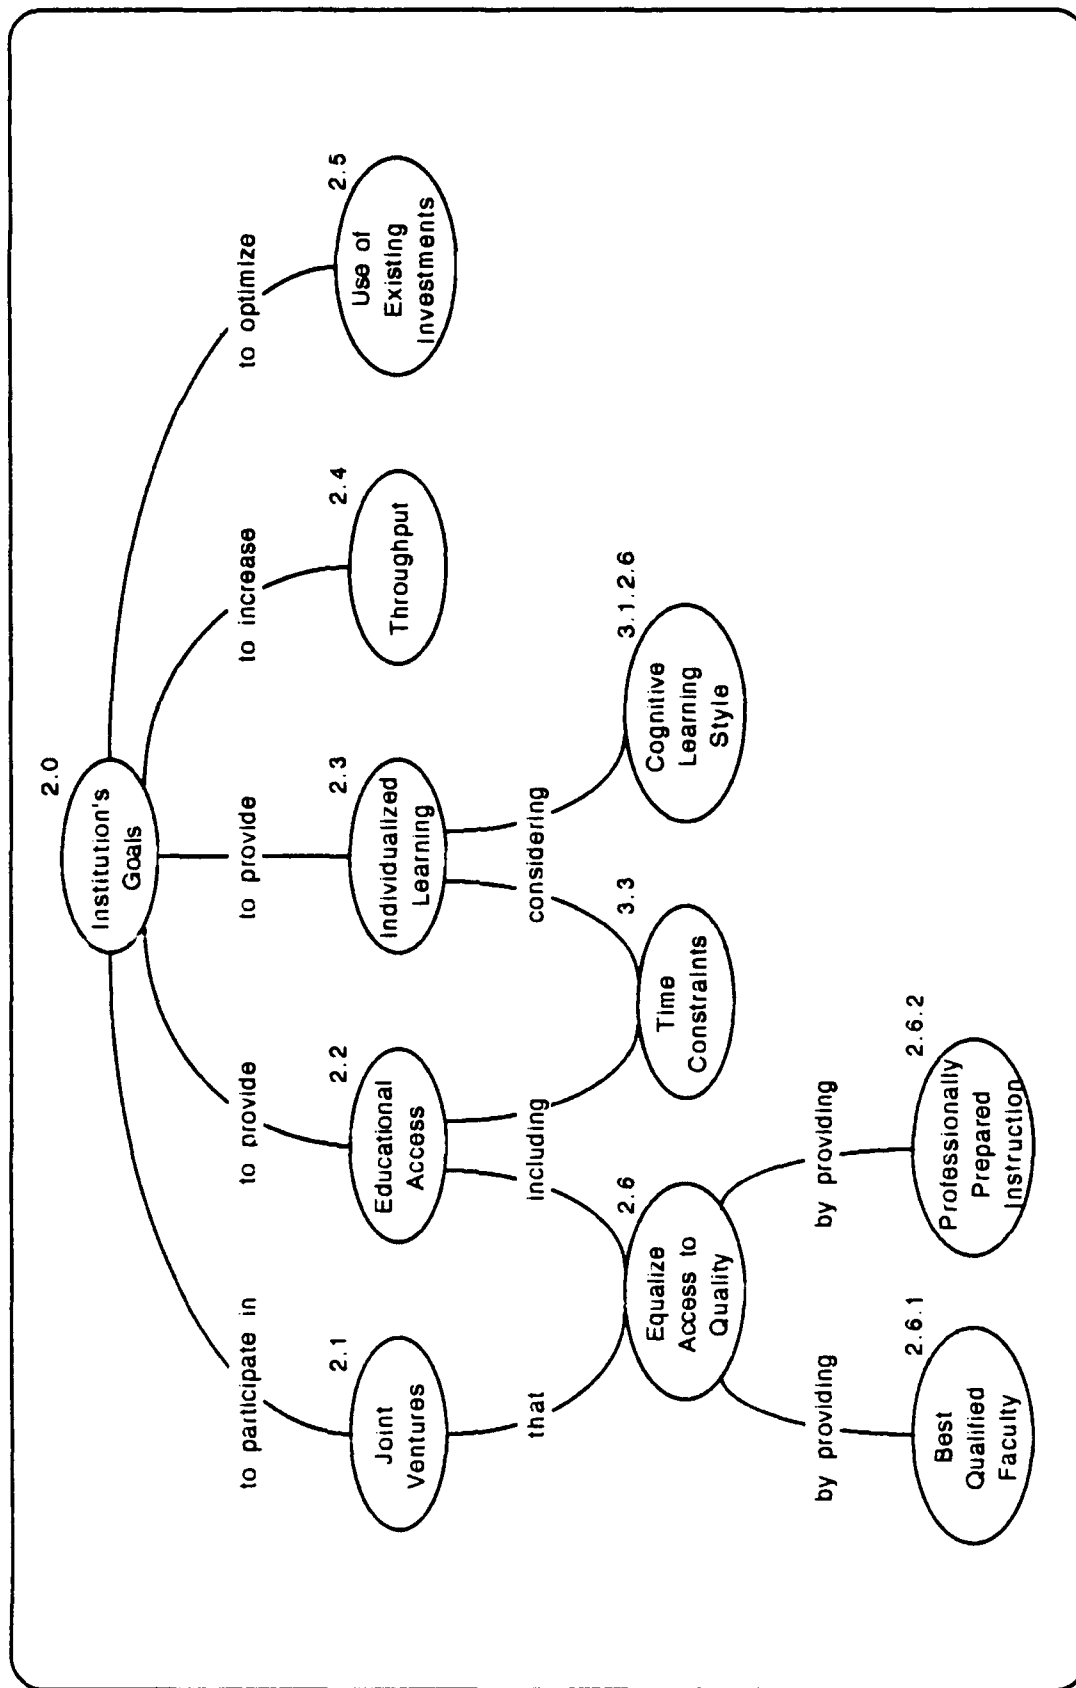 2.0
Institution's
Goals
to participate in
to provide
to provide
to increase
to optimize
2.1
Joint
Ventures
2.2
Educational
Access
2.3
Individualized
Learning
2.4
Throughput
2.5
Use of
Existing
Investments
that
including
considering
2.6
Equalize
Access to
Quality
3.3
Time
Constraints
3.1.2.6
Cognitive
Learning
Style
by providing
by providing
2.6.1
Best
Qualified
Faculty
2.6.2
Professionally
Prepared
Instruction